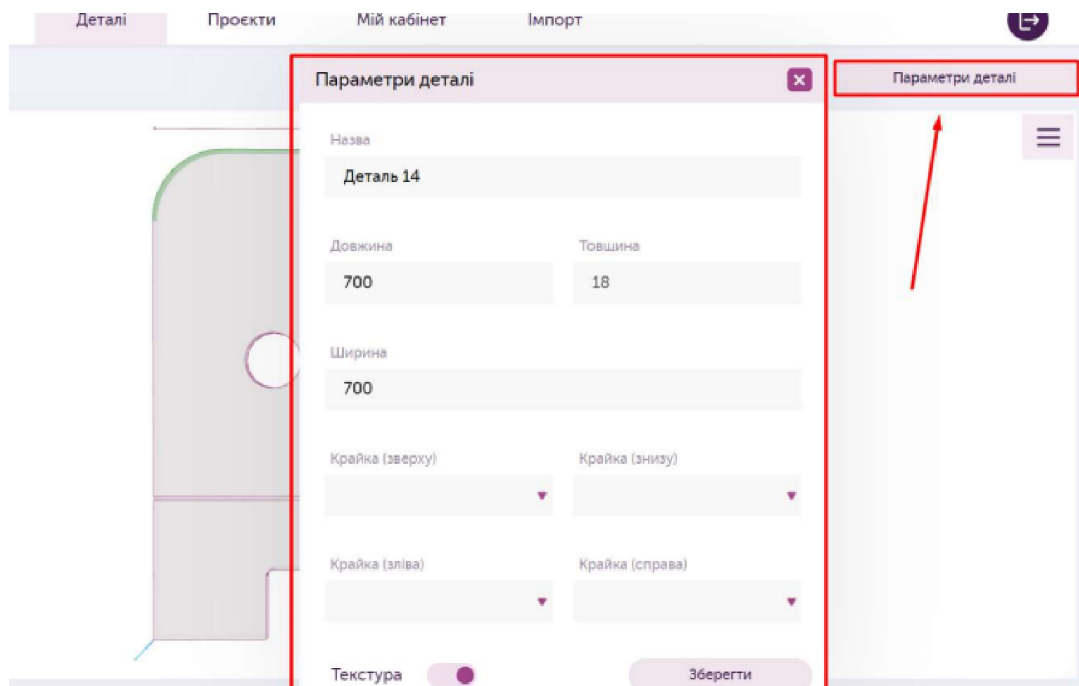 Деталі Проєкти Мій кабінет Імпорт
Параметри деталі
Параметри деталі
Назва
Деталь 14
Довжина Товщина
700 18
Ширина
700
Крайка (зверху) Крайка (знизу)
Крайка (зліва) Крайка (справа)
Текстура Зберегти